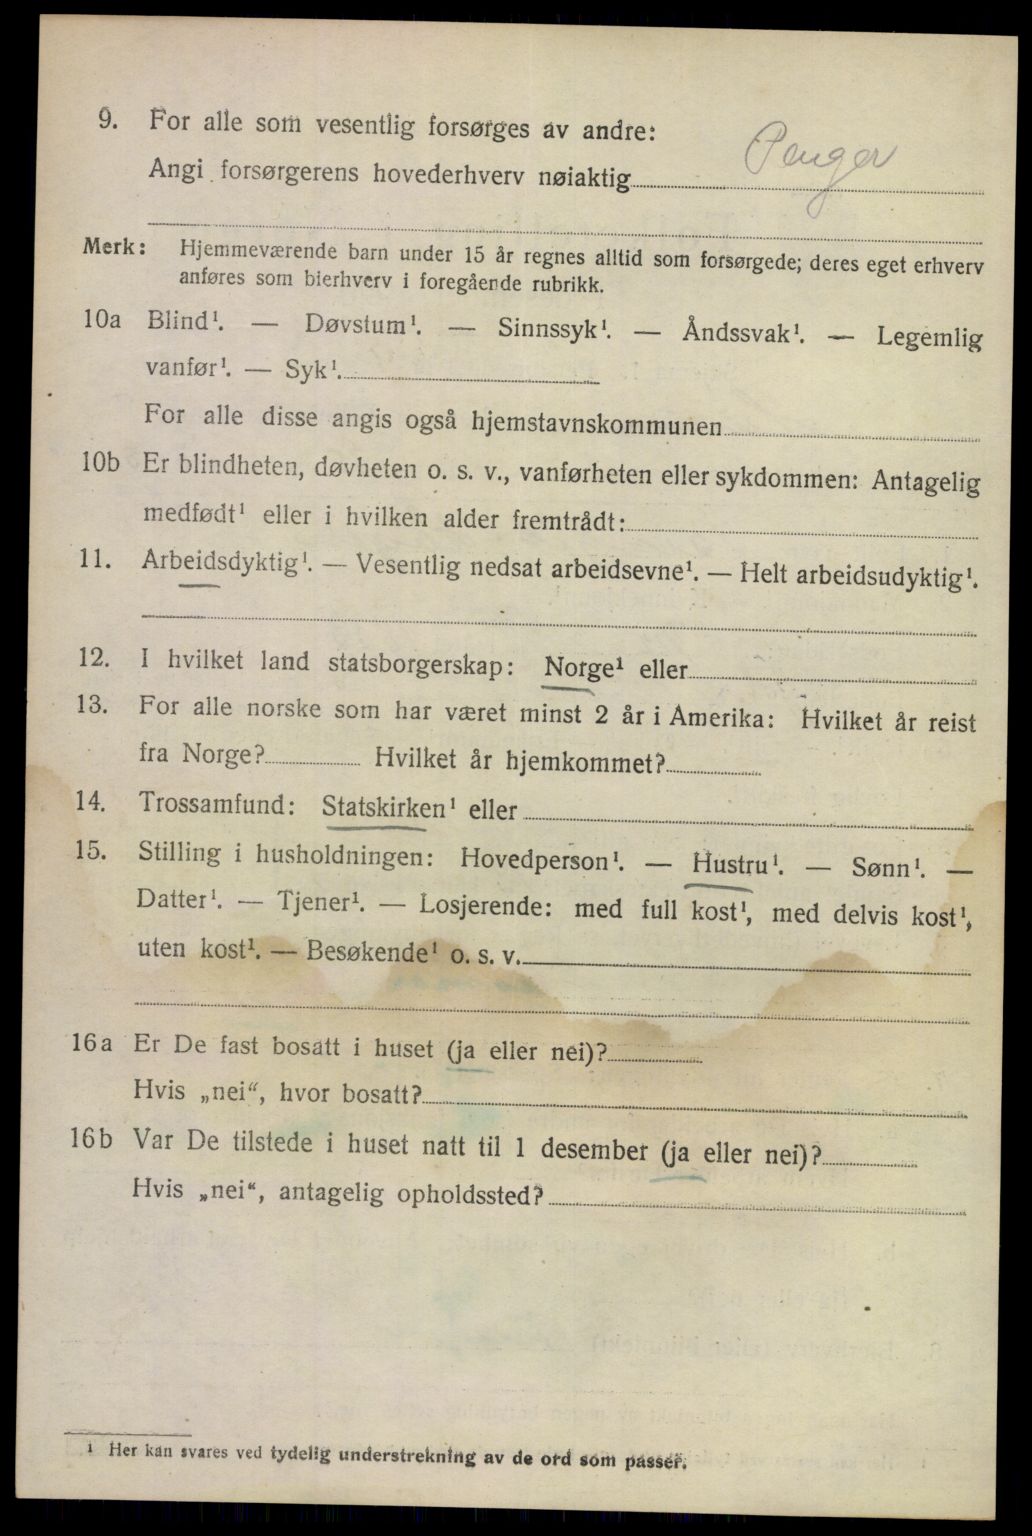 9. For alle som vesentlig forsørges av andre:
Angi forsørgerens hovederhverv nøiaktig Penger
Merk: Hjemmeværende barn under 15 år regnes alltid som forsørgede; deres eget erhverv
anføres som bierhverv i foregående rubrikk.
10a Blind¹. — Døvstum¹. — Sinnssyk¹. — Åndssvak¹. — Legemlig
vanfør¹. — Syk¹.
For alle disse angis også hjemstavnskommunen
10b Er blindheten, døvheten o. s. v., vanførheten eller sykdommen: Antagelig
medfødt¹ eller i hvilken alder fremtrådt:
11. Arbeidsdyktig¹. — Vesentlig nedsat arbeidsevne¹. — Helt arbeidsudyktig¹.
12. I hvilket land statsborgerskap: Norge¹ eller
13. For alle norske som har været minst 2 år i Amerika: Hvilket år reist
fra Norge? Hvilket år hjemkommet?
14. Trossamfund: Statskirken¹ eller
15. Stilling i husholdningen: Hovedperson¹. — Hustru¹. — Sønn¹. —
Datter¹. — Tjener¹. — Losjerende: med full kost¹, med delvis kost¹,
uten kost¹. — Besøkende¹ o. s. v.
16a Er De fast bosatt i huset (ja eller nei)?
Hvis „nei“, hvor bosatt?
16b Var De tilstede i huset natt til 1 desember (ja eller nei)?
Hvis „nei“, antagelig opholdssted?
¹ Her kan svares ved tydelig understrekning av de ord som passer.